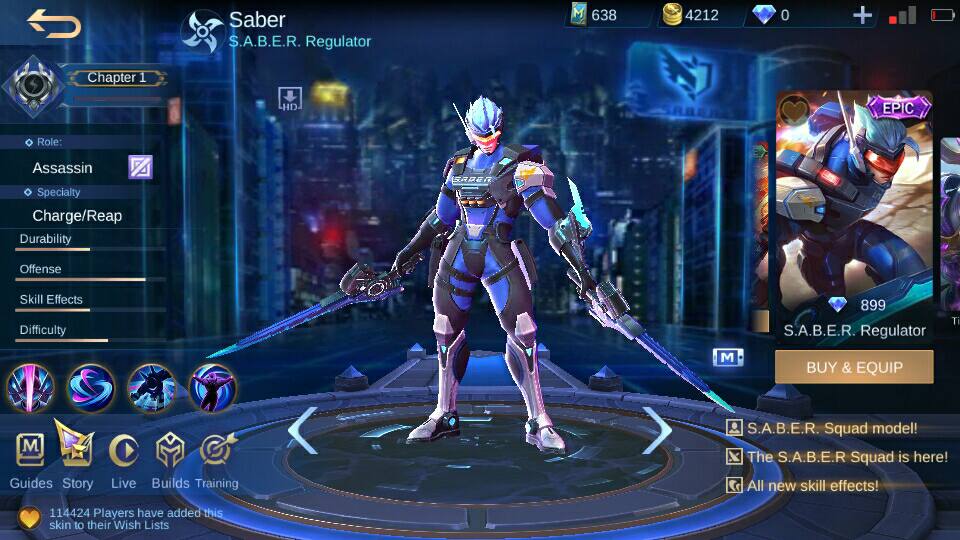 Saber
S.A.B.E.R. Regulator
638
4212
0
Chapter 1
HD
Role:
Assassin
Specialty
Charge/Reap
Durability
Offense
Skill Effects
Difficulty
S.A.B.E.R.
EPIC
899
S.A.B.E.R. Regulator
BUY & EQUIP
M
S.A.B.E.R. Squad model!
The S.A.B.E.R Squad is here!
All new skill effects!
Guides
Story
Live
Builds
Training
114424 Players have added this
skin to their Wish Lists